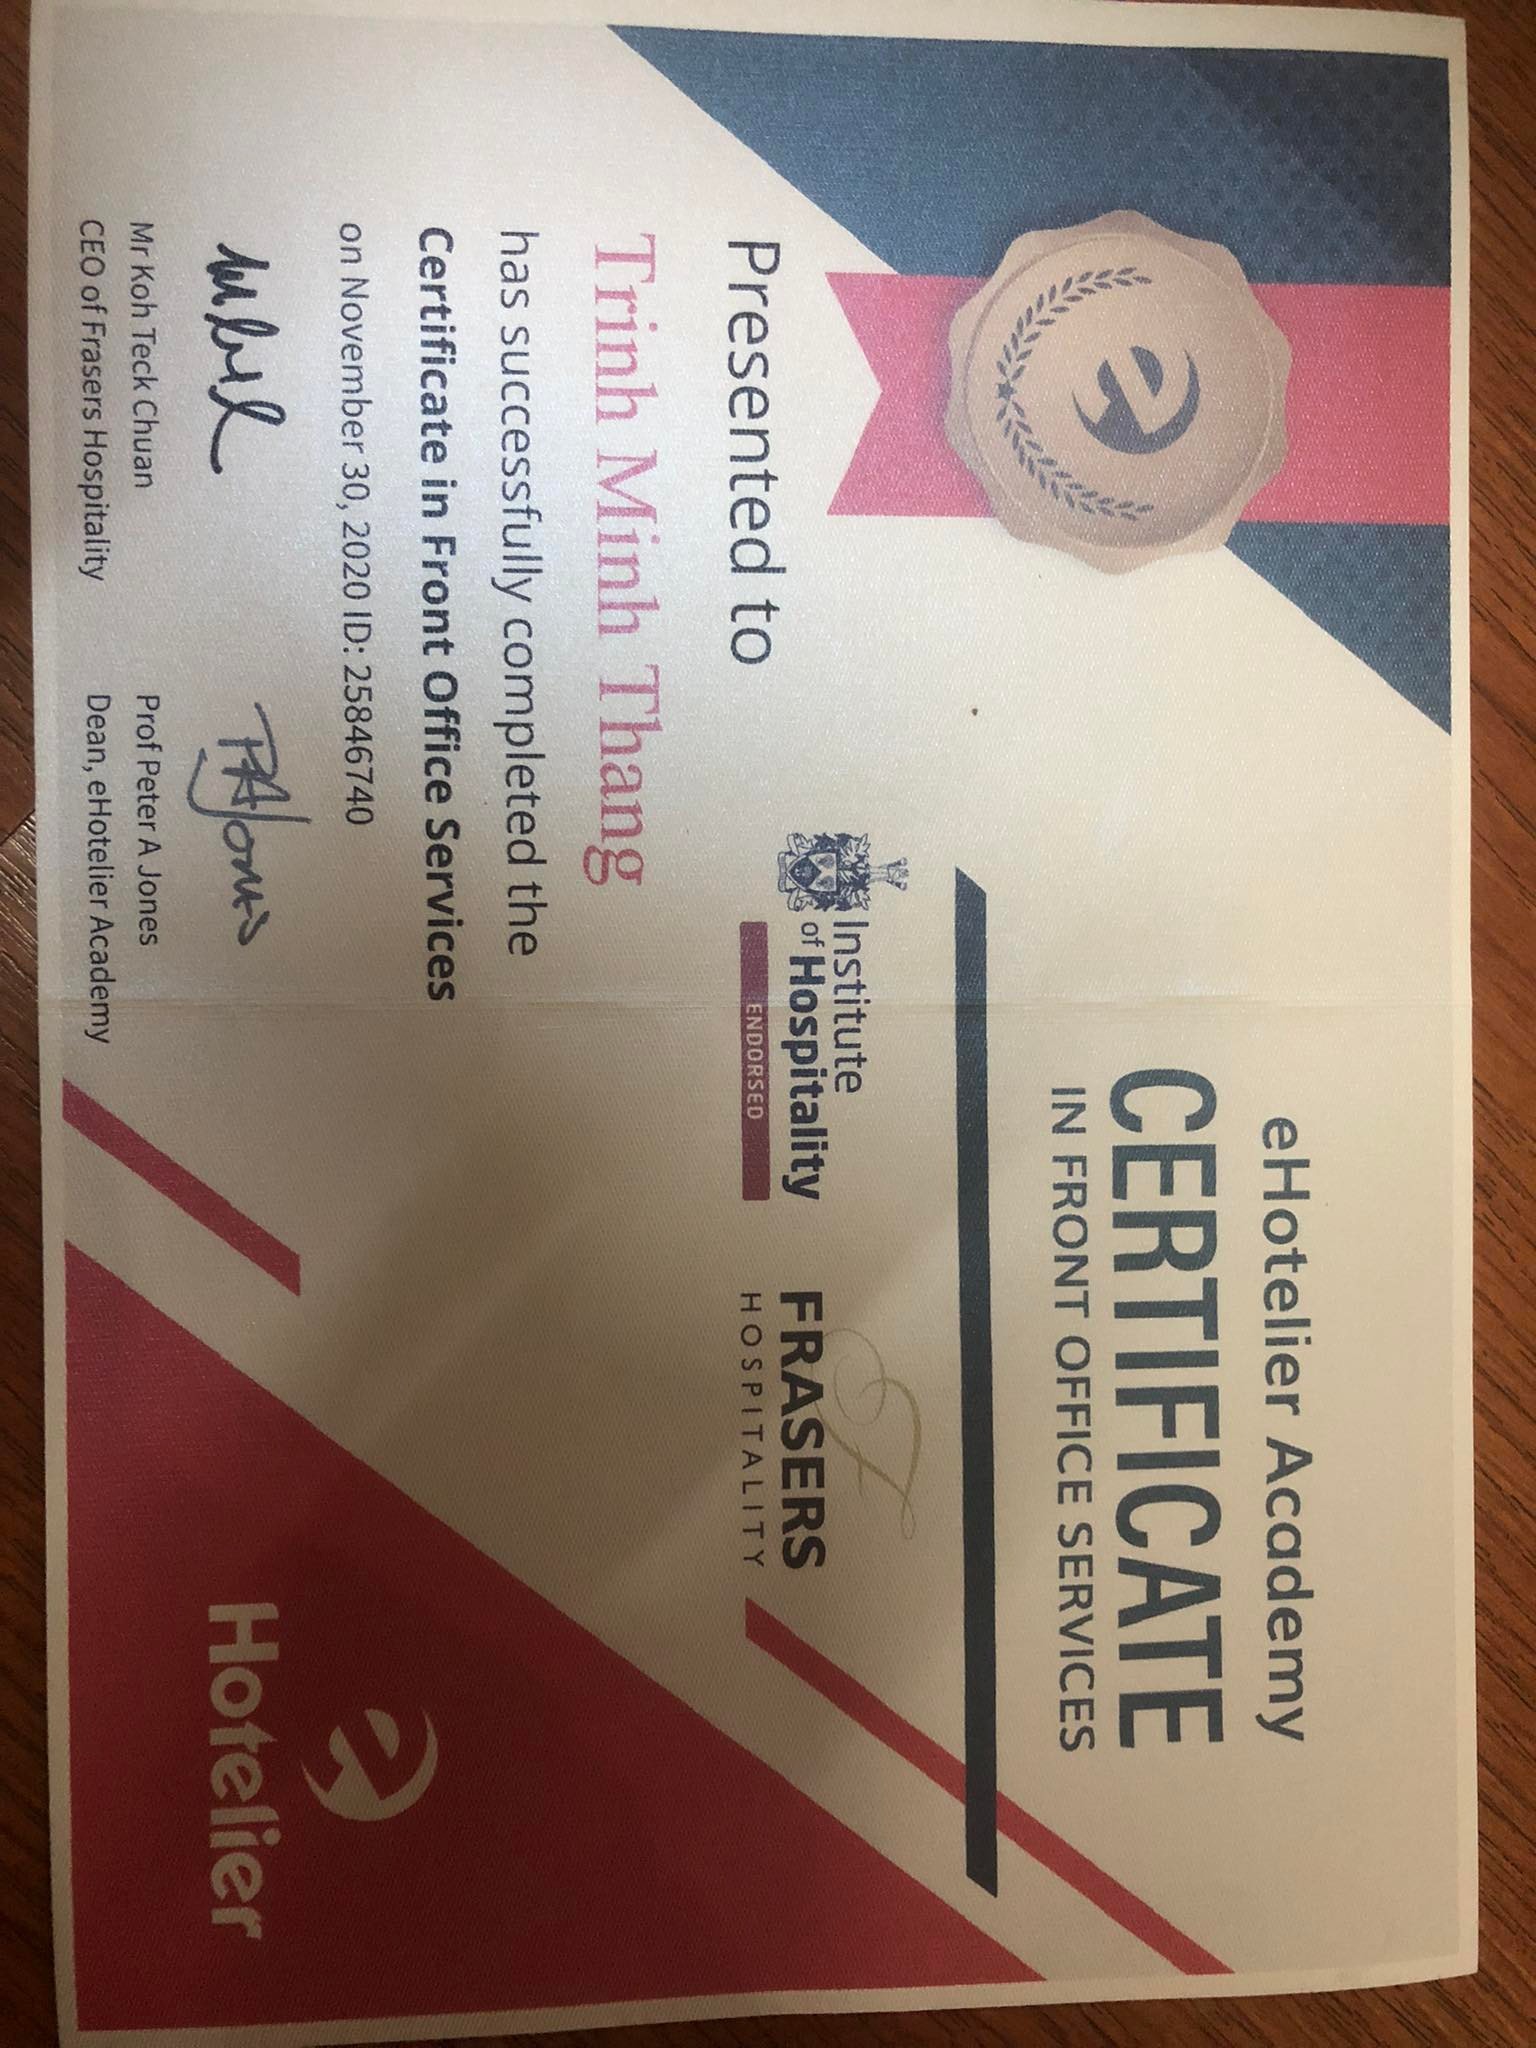 eHotelier Academy
CERTIFICATE
IN FRONT OFFICE SERVICES
Institute
of Hospitality
ENDORSED
FRASERS
HOSPITALITY
Presented to
Trinh Minh Thang
has successfully completed the
Certificate in Front Office Services
on November 30, 2020 ID: 25846740
PAJones
Mr Koh Teck Chuan
CEO of Frasers Hospitality
Prof Peter A Jones
Dean, eHotelier Academy
e
Hotelier